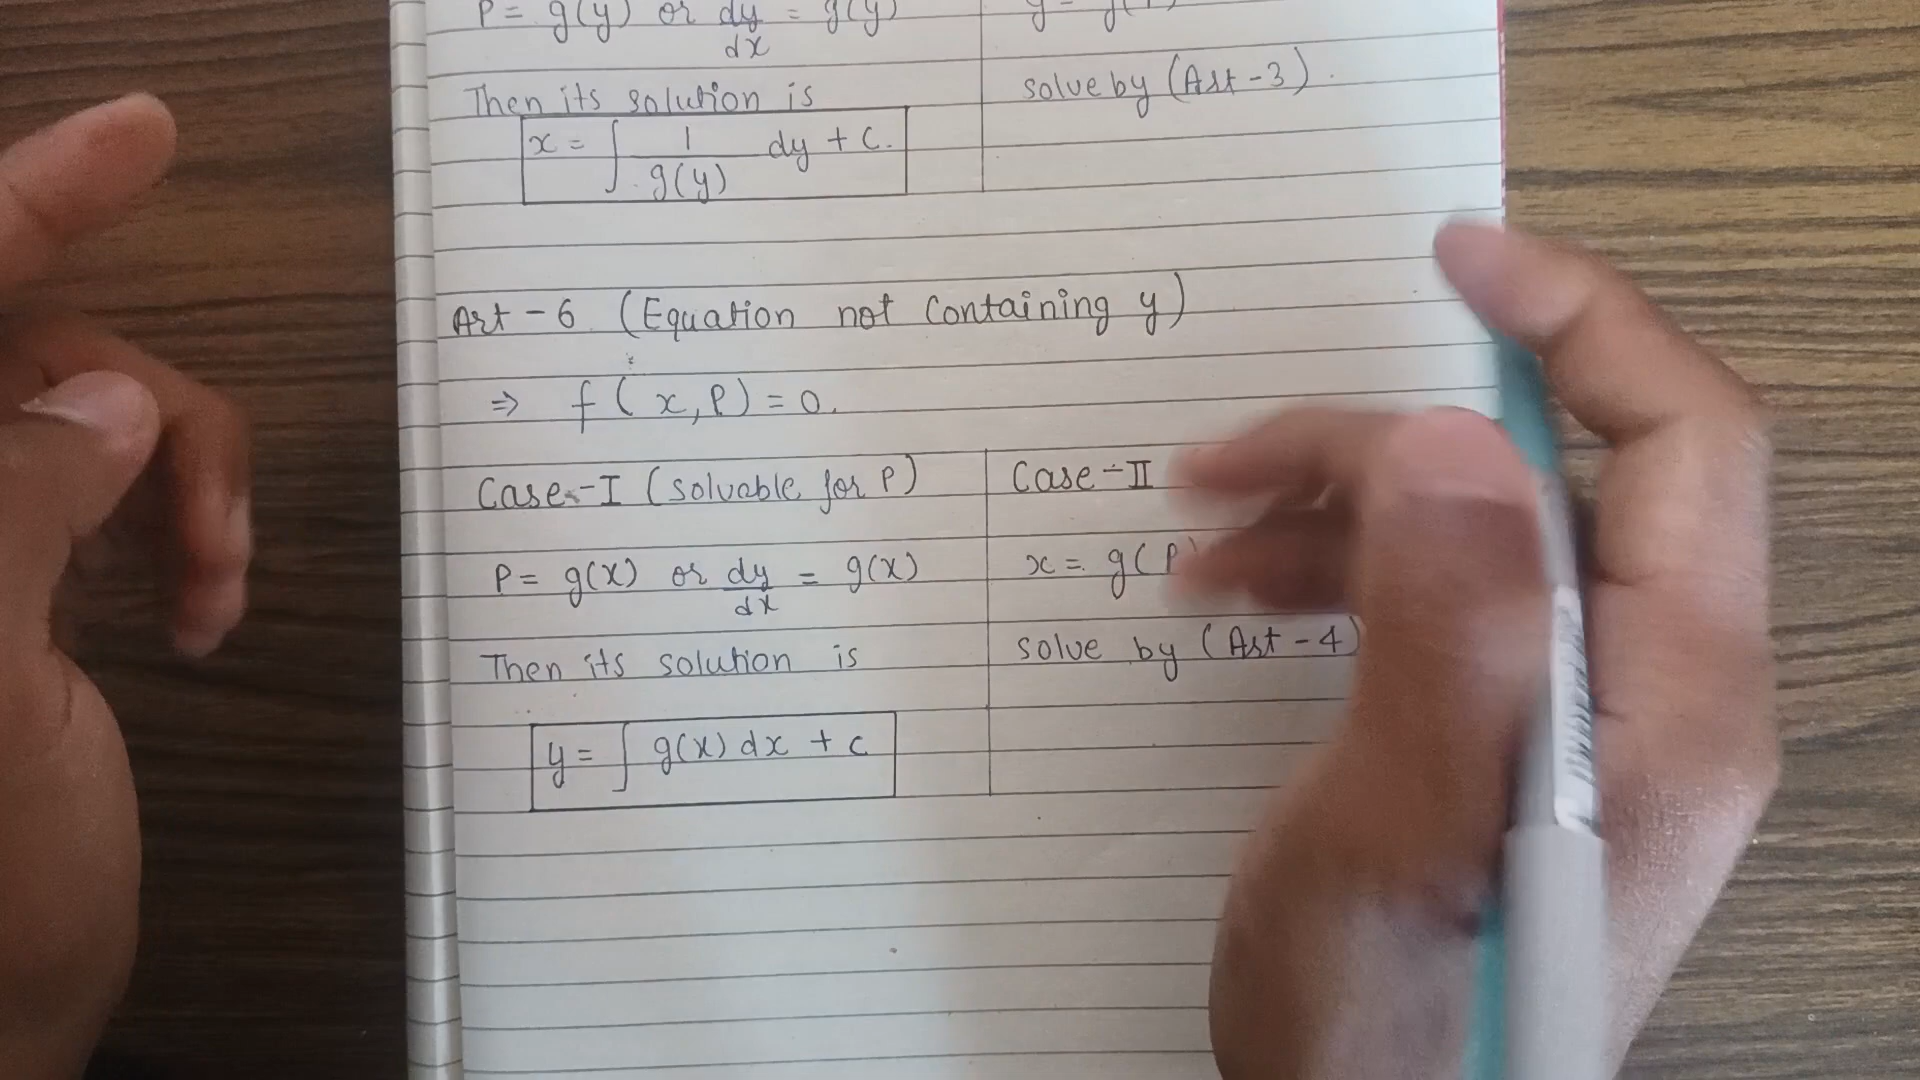 P = g(y) or dy/dx = g(y)
Then its solution is
x = ∫ 1/g(y) dy + c.
solve by (Art-3).
Art-6 (Equation not Containing y)
⇒ f(x, P) = 0.
Case-I (solvable for P)
P = g(x) or dy/dx = g(x)
Then its solution is
y = ∫ g(x) dx + c
Case-II
x = g(P)
solve by (Art-4)